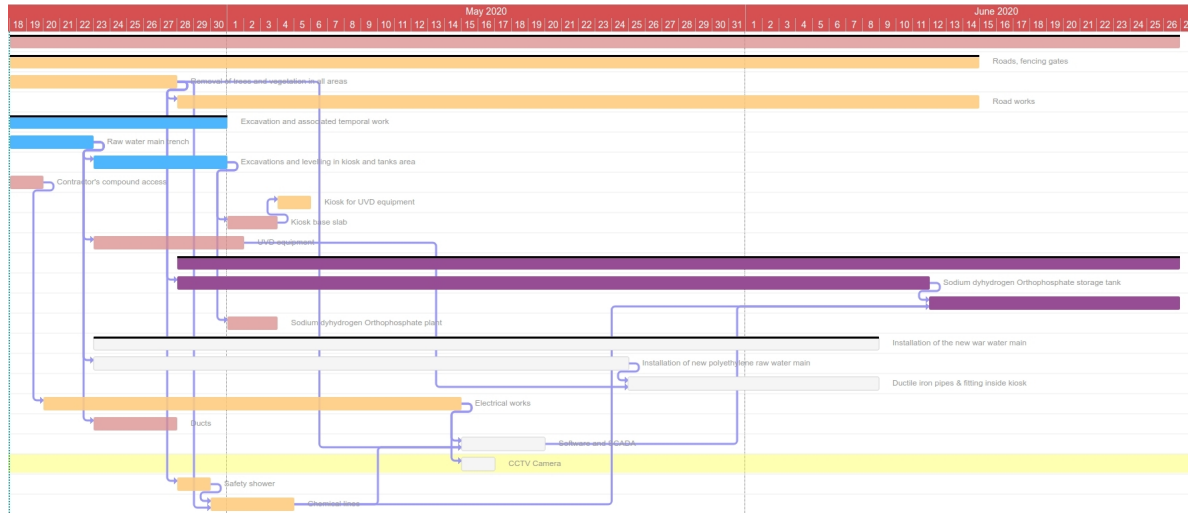 May 2020 June 2020
18 19 20 21 22 23 24 25 26 27 28 29 30 1 2 3 4 5 6 7 8 9 10 11 12 13 14 15 16 17 18 19 20 21 22 23 24 25 26 27 28 29 30 31 1 2 3 4 5 6 7 8 9 10 11 12 13 14 15 16 17 18 19 20 21 22 23 24 25 26
Roads, fencing gates
Removal of trees and vegetation in all areas
Road works
Excavation and associated temporal work
Raw water main trench
Excavations and levelling in kiosk and tanks area
Contractor's compound access
Kiosk for UVD equipment
Kiosk base slab
UVD equipment
Sodium dyhydrogen Orthophosphate storage tank
Sodium dyhydrogen Orthophosphate plant
Installation of the new war water main
Installation of new polyethylene raw water main
Ductile iron pipes & fitting inside kiosk
Electrical works
Ducts
Software and SCADA
CCTV Camera
Safety shower
Chemical lines